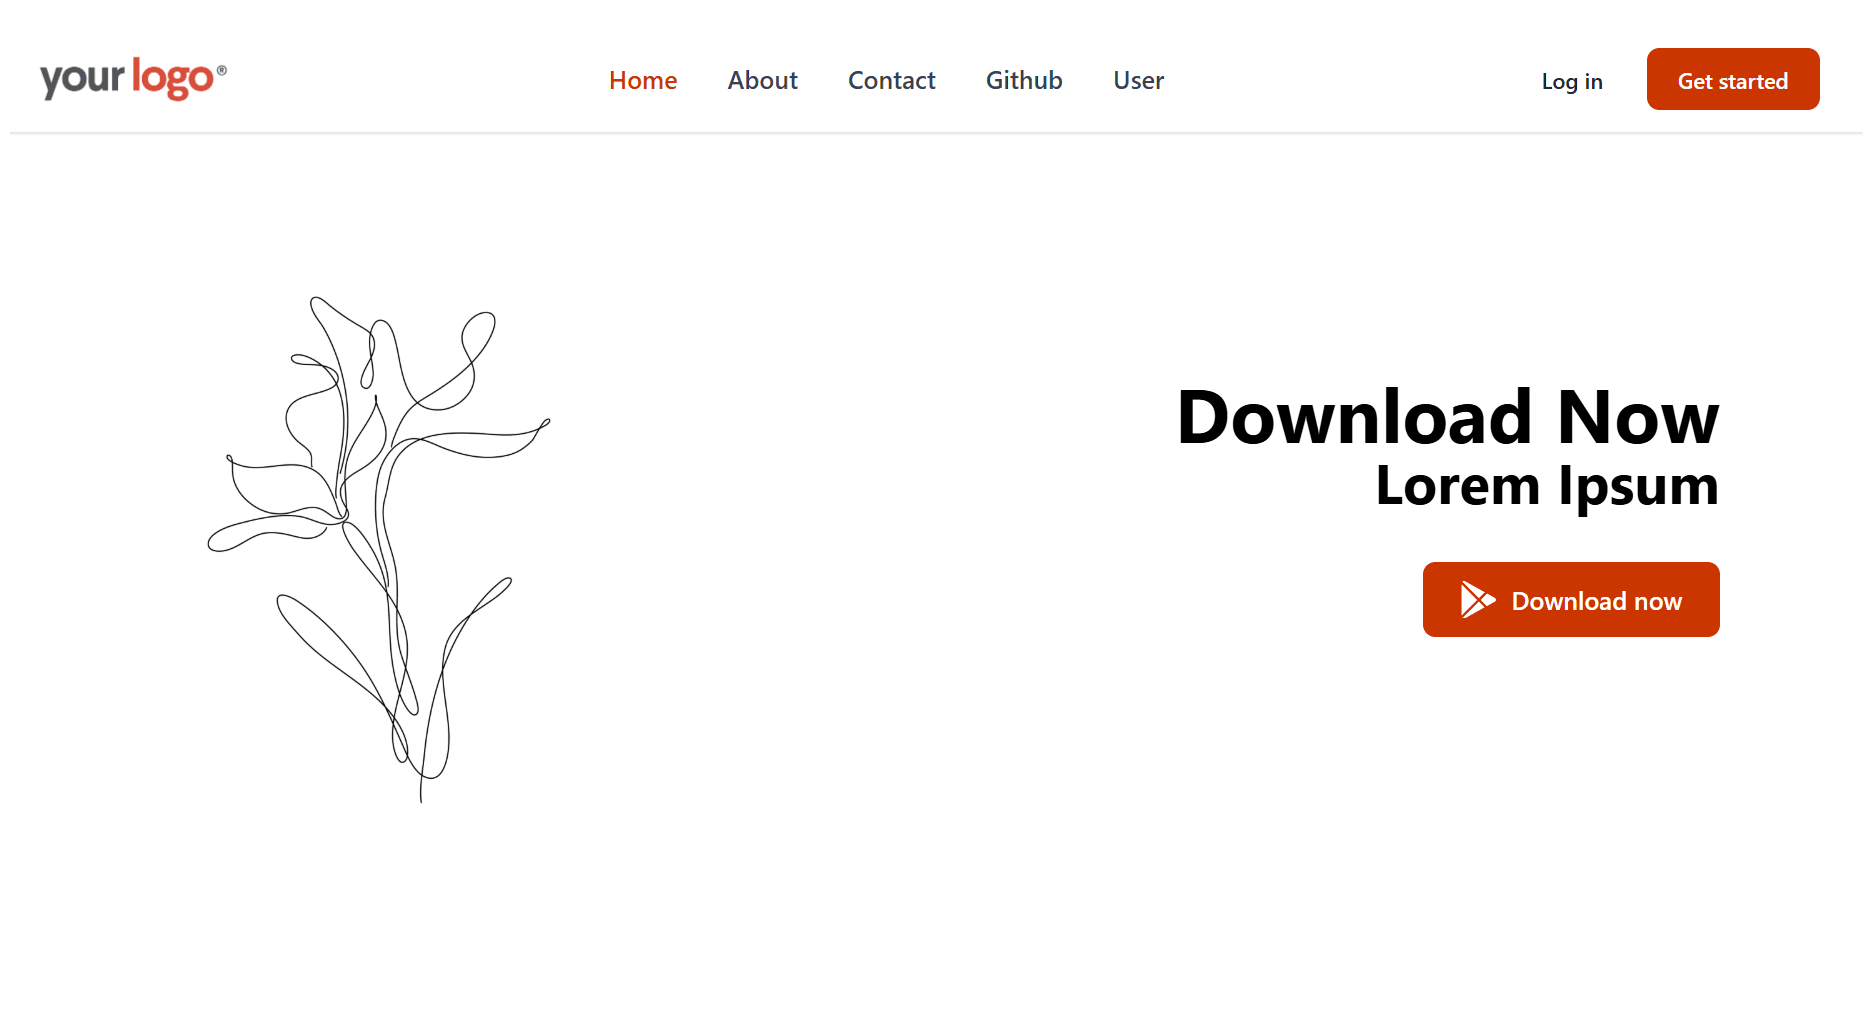 your logo®
Home About Contact Github User
Log in Get started
Download Now
Lorem Ipsum
Download now